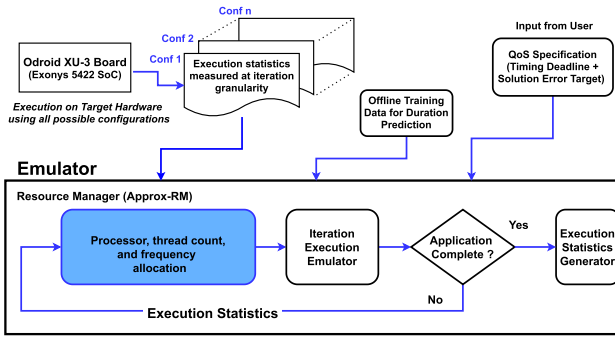 Conf n
Conf 2
Conf 1
Input from User
Odroid XU-3 Board
(Exonys 5422 SoC)
Execution statistics
measured at iteration
granularity
QoS Specification
(Timing Deadline +
Solution Error Target)
Execution on Target Hardware
using all possible configurations
Offline Training
Data for Duration
Prediction
Emulator
Resource Manager (Approx-RM)
Processor, thread count,
and frequency
allocation
Iteration
Execution
Emulator
Application
Complete ?
Yes
Execution
Statistics
Generator
No
Execution Statistics